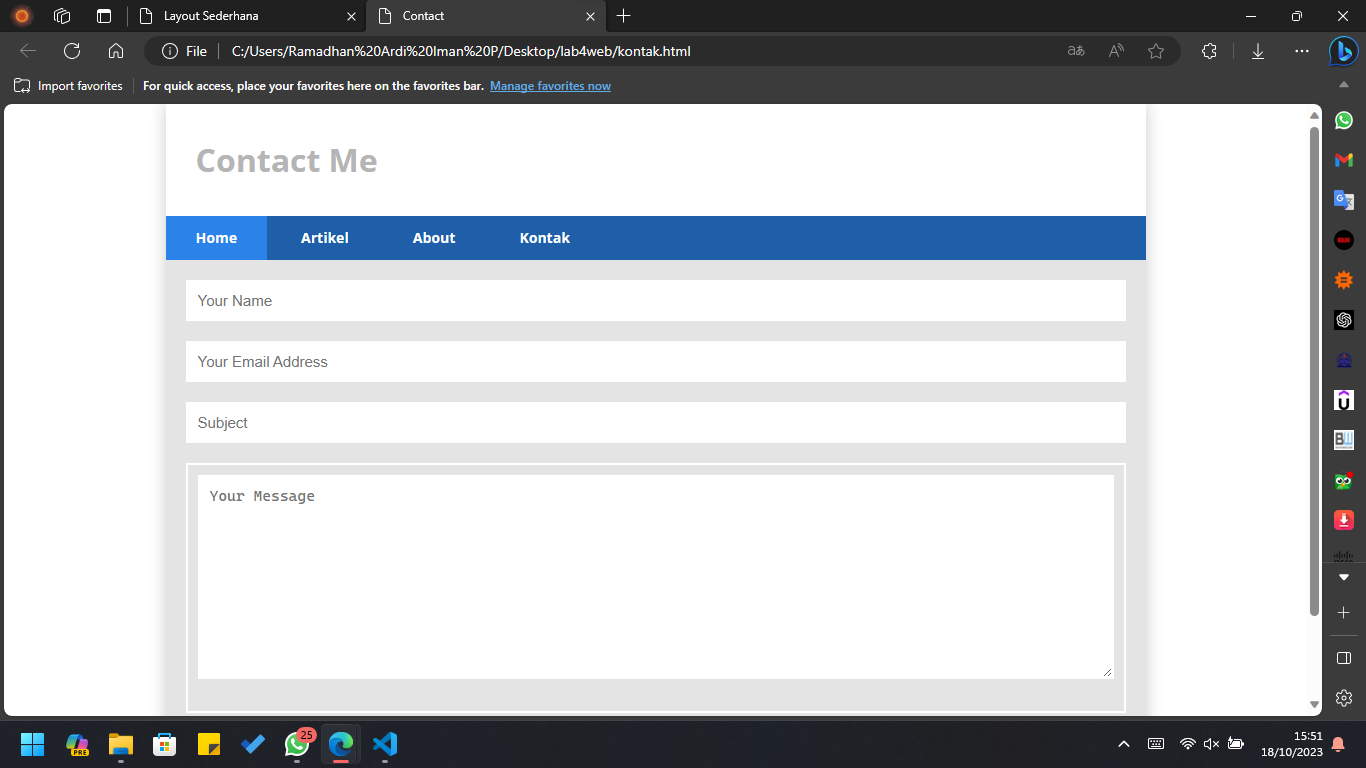 Layout Sederhana
Contact
File
C:/Users/Ramadhan%20Ardi%20Iman%20P/Desktop/lab4web/kontak.html
Import favorites
For quick access, place your favorites here on the favorites bar. Manage favorites now
Contact Me
Home Artikel About Kontak
Your Name
Your Email Address
Subject
Your Message
PRE
25
15:51
18/10/2023